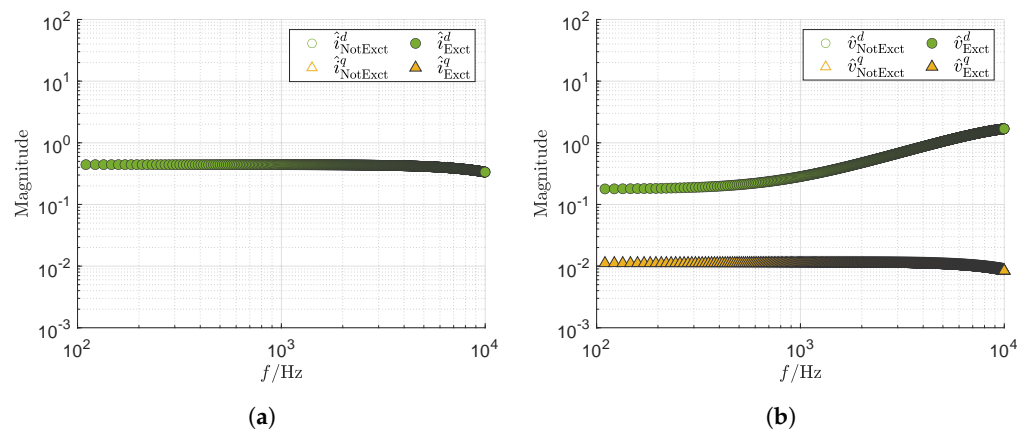 10^2
10^1
10^0
10^-1
10^-2
10^-3
Magnitude
î^d_NotExct î^d_Exct
î^q_NotExct î^q_Exct
10^2 10^3 10^4
f/Hz
(a)
10^2
10^1
10^0
10^-1
10^-2
10^-3
Magnitude
v̂^d_NotExct v̂^d_Exct
v̂^q_NotExct v̂^q_Exct
10^2 10^3 10^4
f/Hz
(b)